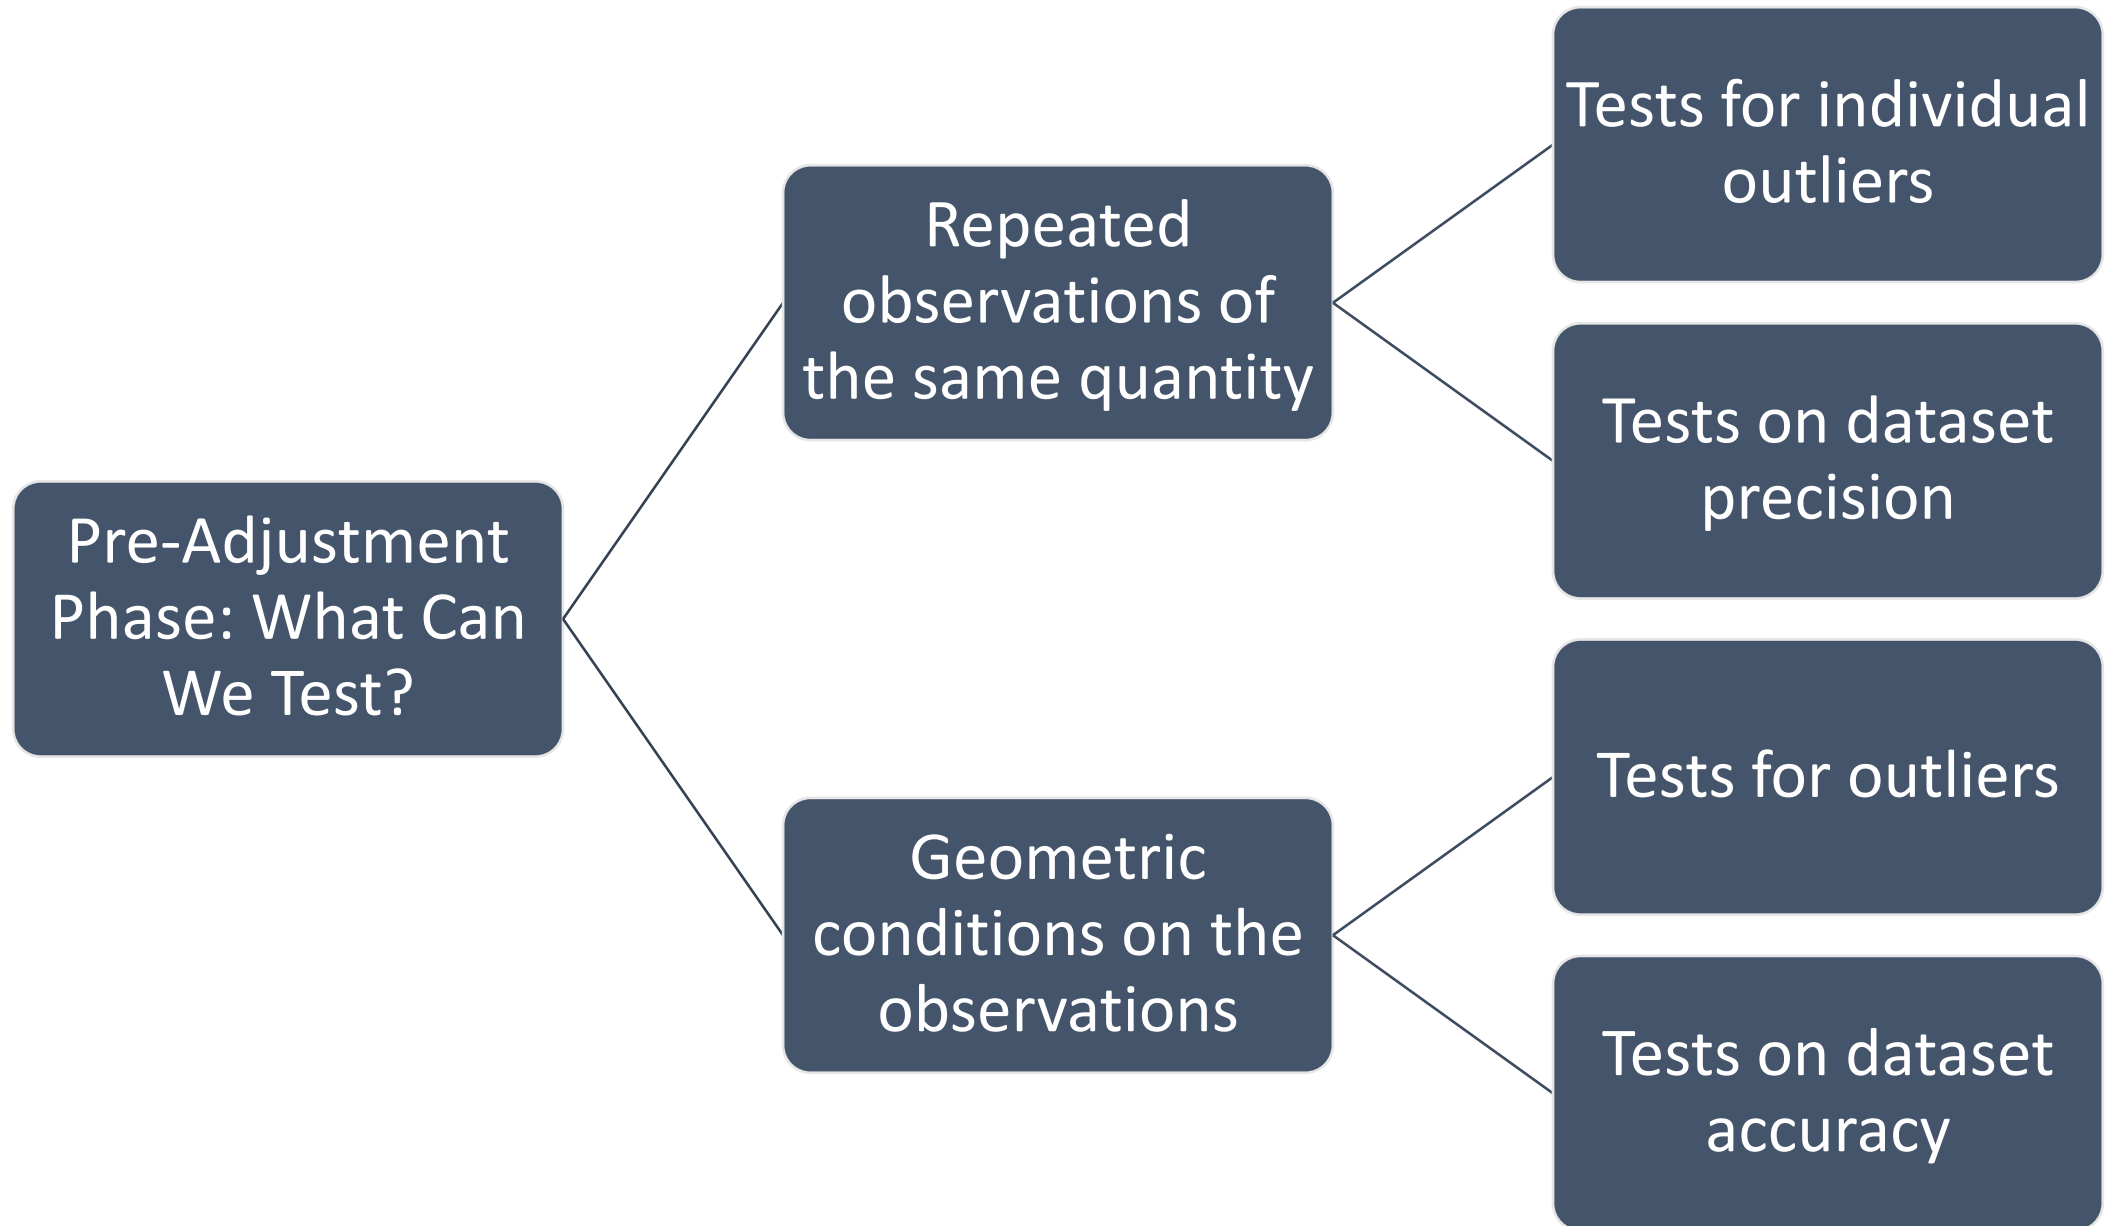 Pre-Adjustment
Phase: What Can
We Test?
Repeated
observations of
the same quantity
Tests for individual
outliers
Tests on dataset
precision
Geometric
conditions on the
observations
Tests for outliers
Tests on dataset
accuracy